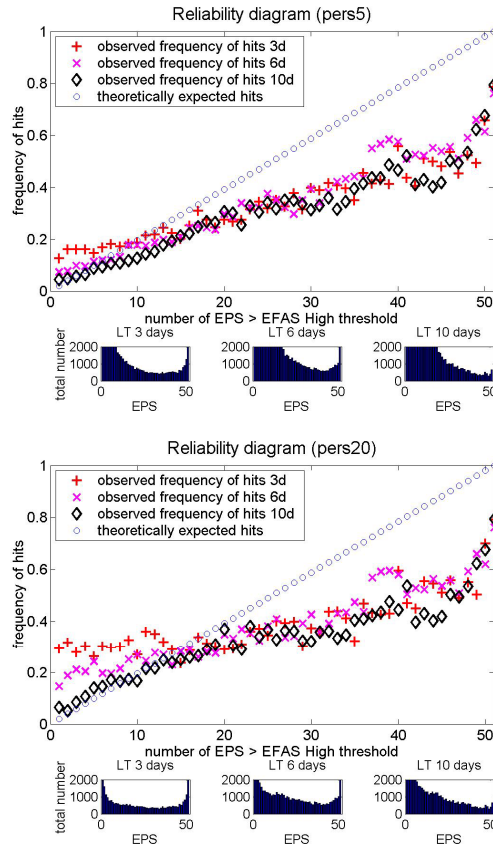 Reliability diagram (pers5)
1
0.8
0.6
0.4
0.2
0
frequency of hits
observed frequency of hits 3d
observed frequency of hits 6d
observed frequency of hits 10d
theoretically expected hits
0 10 20 30 40 50
number of EPS > EFAS High threshold
LT 3 days LT 6 days LT 10 days
total number
2000 2000 2000
1000 1000 1000
0 0 0
0 50 0 50 0 50
EPS EPS EPS
Reliability diagram (pers20)
1
0.8
0.6
0.4
0.2
0
frequency of hits
observed frequency of hits 3d
observed frequency of hits 6d
observed frequency of hits 10d
theoretically expected hits
0 10 20 30 40 50
number of EPS > EFAS High threshold
LT 3 days LT 6 days LT 10 days
total number
2000 2000 2000
1000 1000 1000
0 0 0
0 50 0 50 0 50
EPS EPS EPS